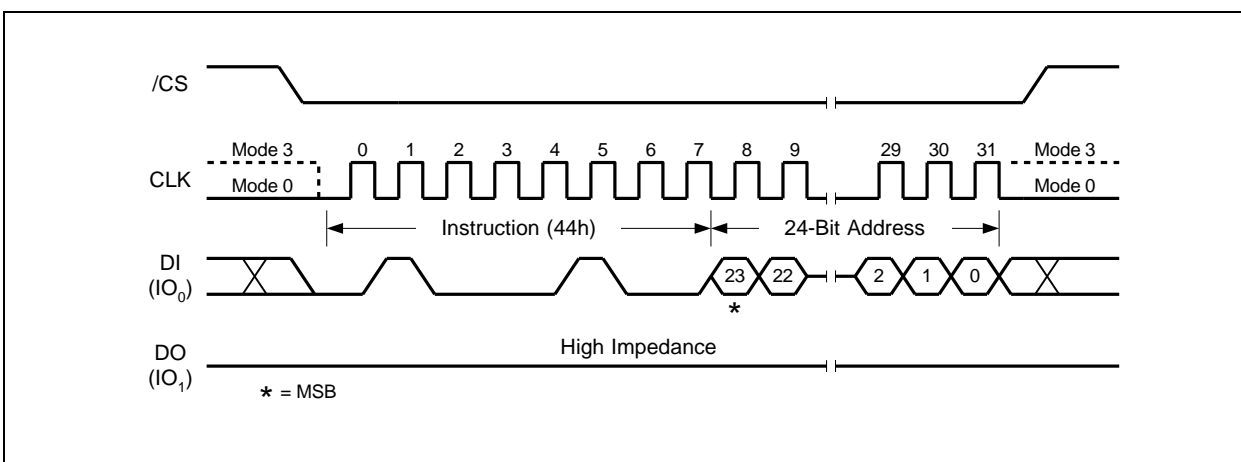 /CS
Mode 3
0 1 2 3 4 5 6 7 8 9 29 30 31
Mode 3
CLK
Mode 0
Mode 0
Instruction (44h)
24-Bit Address
DI
(IO0)
23 22 2 1 0
*
High Impedance
DO
(IO1)
* = MSB